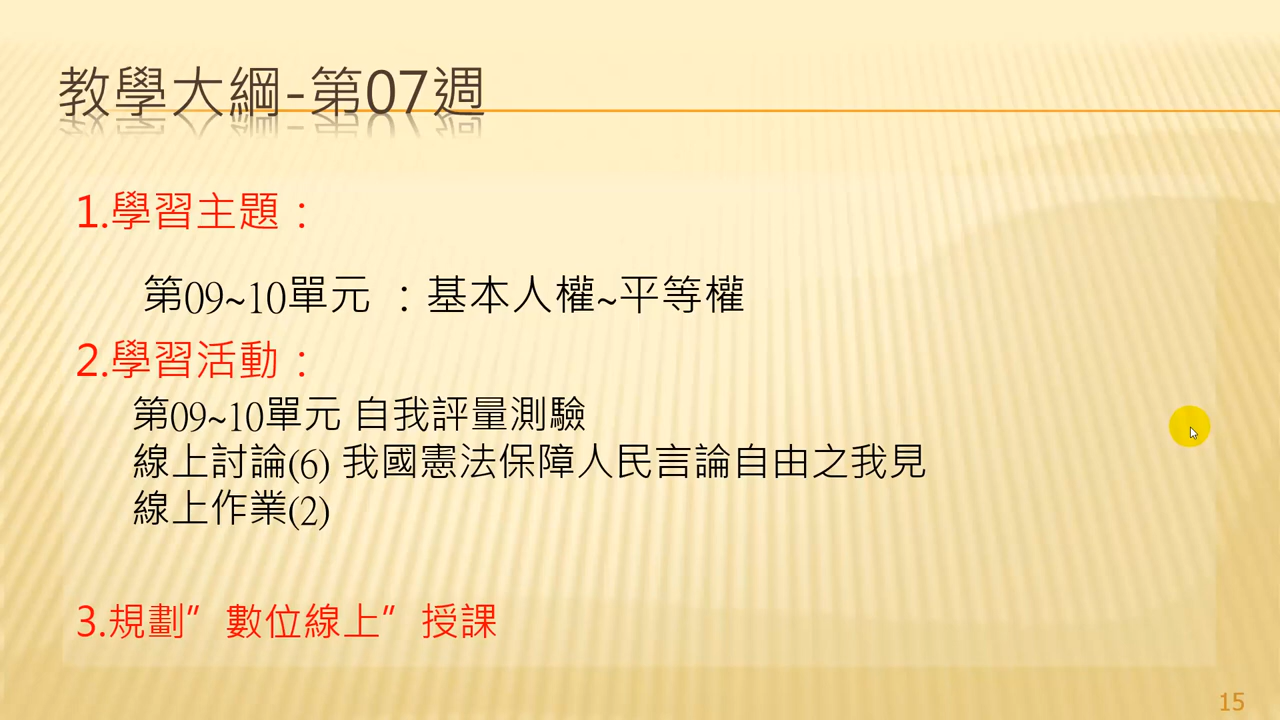 教學大綱-第07週
1.學習主題：
第09~10單元 ：基本人權~平等權
2.學習活動：
第09~10單元 自我評量測驗
線上討論(6) 我國憲法保障人民言論自由之我見
線上作業(2)
3.規劃”數位線上”授課
15